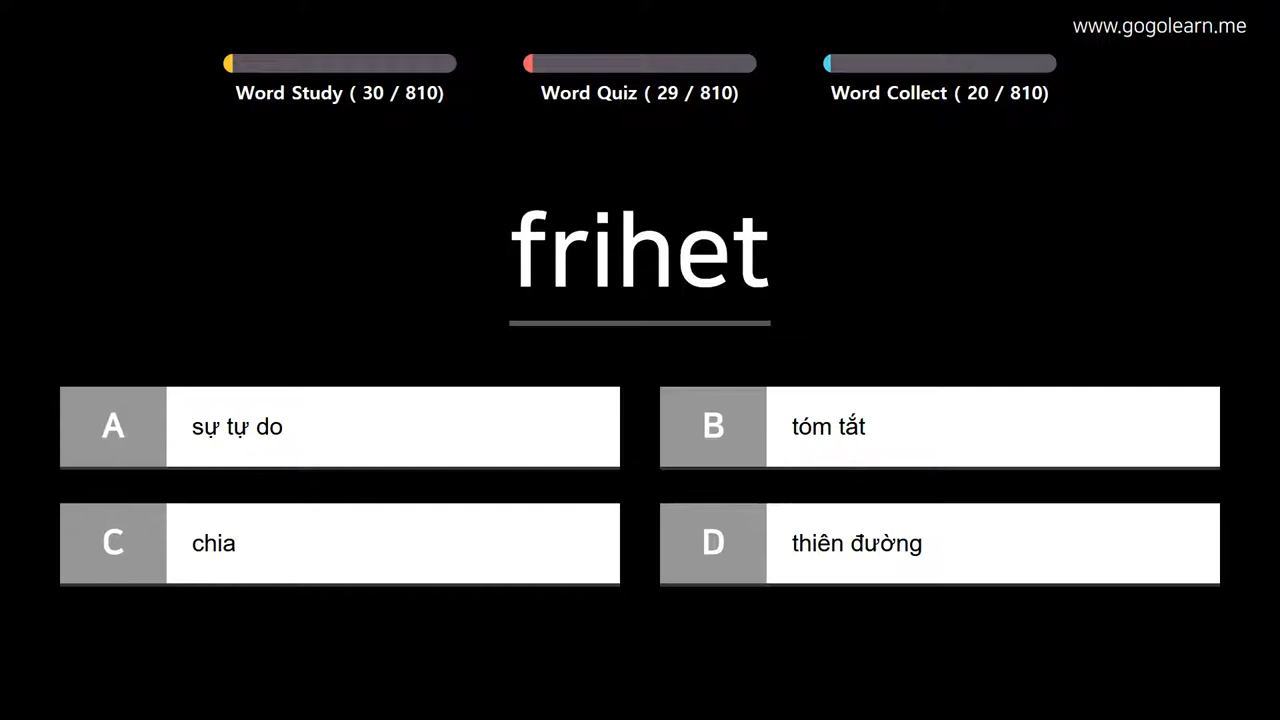 www.gogolearn.me
Word Study ( 30 / 810)
Word Quiz ( 29 / 810)
Word Collect ( 20 / 810)
frihet
A sự tự do
B tóm tắt
C chia
D thiên đường